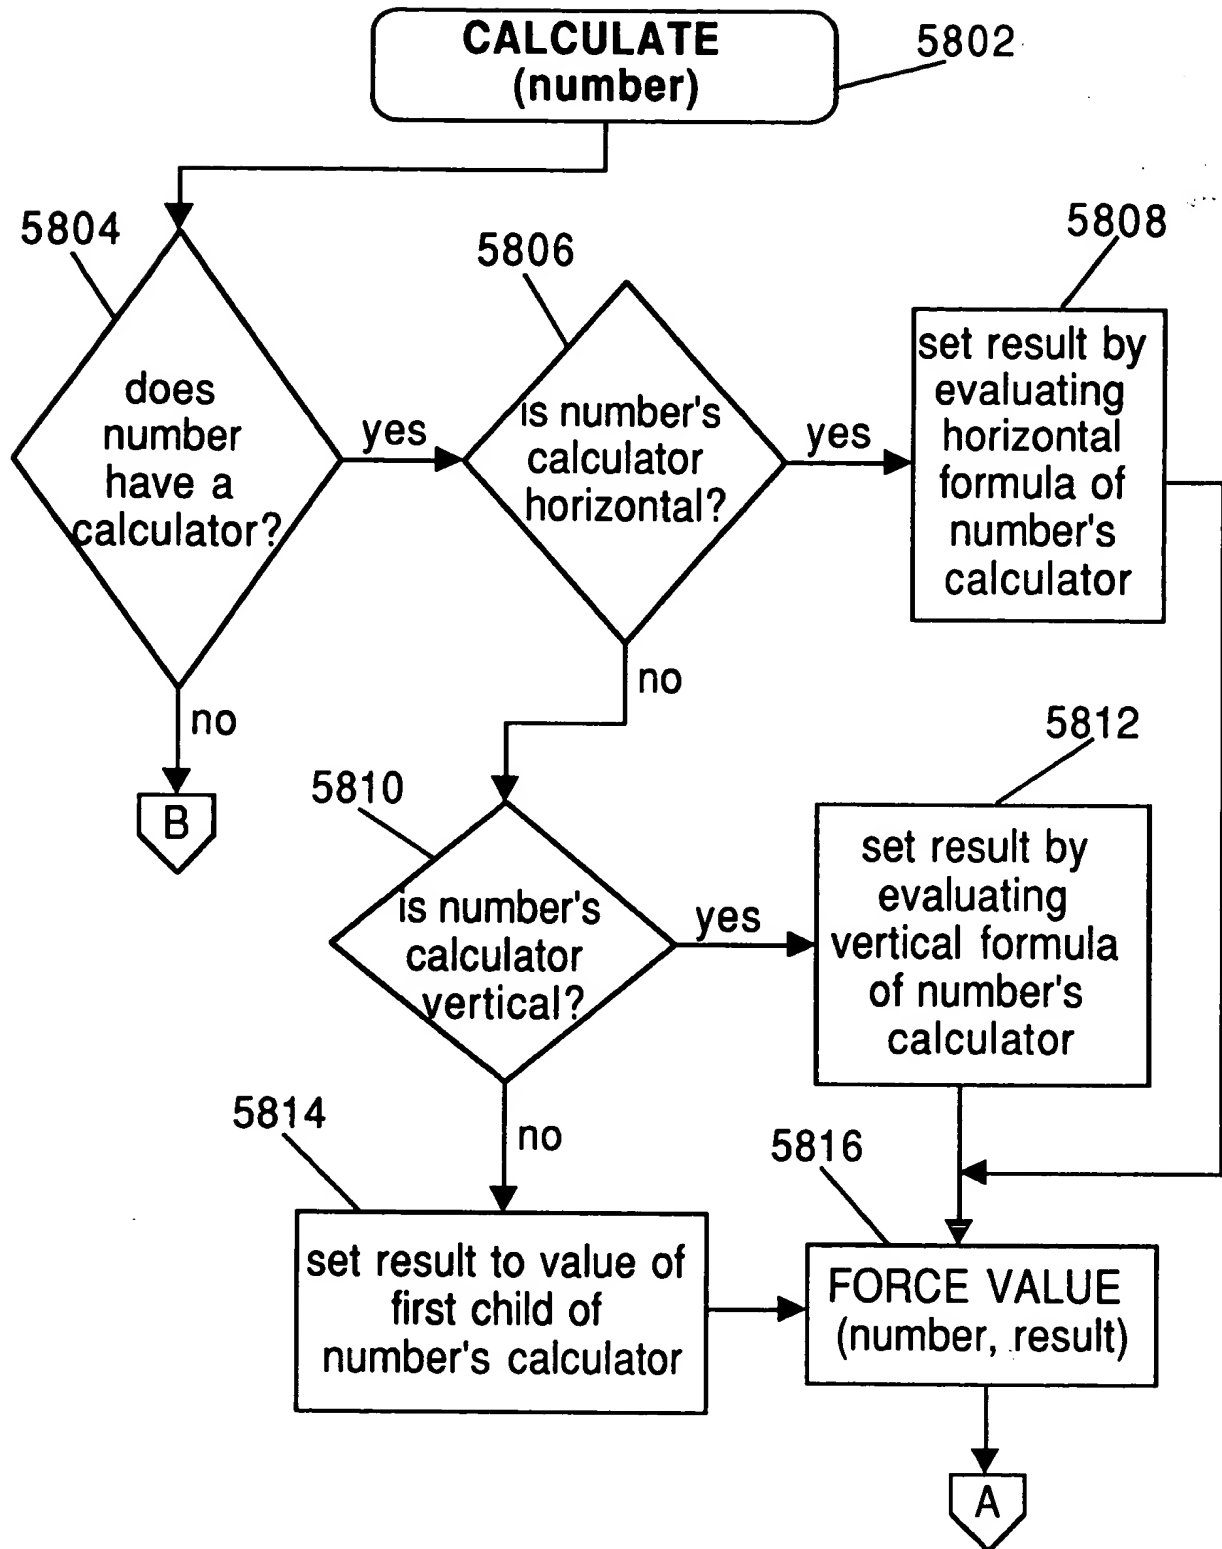 CALCULATE
(number)
5802
5804
does
number
have a
calculator?
yes
no
B
5806
is number's
calculator
horizontal?
yes
no
5808
set result by
evaluating
horizontal
formula of
number's
calculator
5810
is number's
calculator
vertical?
yes
no
5812
set result by
evaluating
vertical formula
of number's
calculator
5814
set result to value of
first child of
number's calculator
5816
FORCE VALUE
(number, result)
A